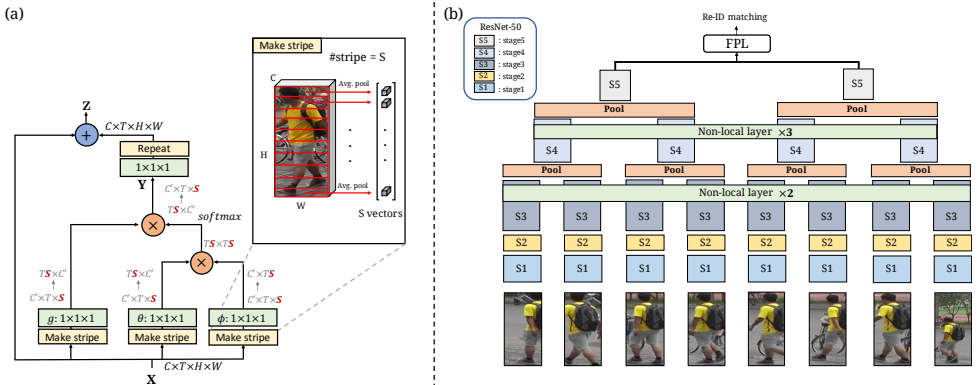 (a)
Make stripe
#stripe = S
C
Avg. pool
Avg. pool
H
W
S vectors
Z
C×T×H×W
+
Repeat
1×1×1
Y
C'×T×S
TS×C'
softmax
×
TS×TS
×
TS×C'
C'×T×S
TS×C'
C'×T×S
C'×T×S
C'×T×S
g: 1×1×1
θ: 1×1×1
ϕ: 1×1×1
Make stripe
Make stripe
Make stripe
C×T×H×W
X
(b)
ResNet-50
S5 : stage5
S4 : stage4
S3 : stage3
S2 : stage2
S1 : stage1
Re-ID matching
FPL
S5 S5
Pool Pool
Non-local layer ×3
S4 S4 S4 S4
Pool Pool Pool Pool
Non-local layer ×2
S3 S3 S3 S3 S3 S3 S3 S3
S2 S2 S2 S2 S2 S2 S2 S2
S1 S1 S1 S1 S1 S1 S1 S1